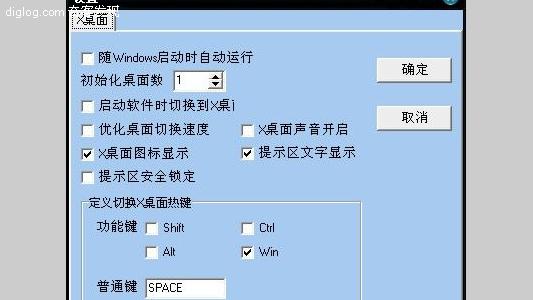 diglog.com 奇客发现
X桌面
随Windows启动时自动运行
初始化桌面数 1
确定
启动软件时切换到X桌
取消
优化桌面切换速度 X桌面声音开启
X桌面图标显示 提示区文字显示
提示区安全锁定
定义切换X桌面热键
功能键 Shift Ctrl
Alt Win
普通键 SPACE